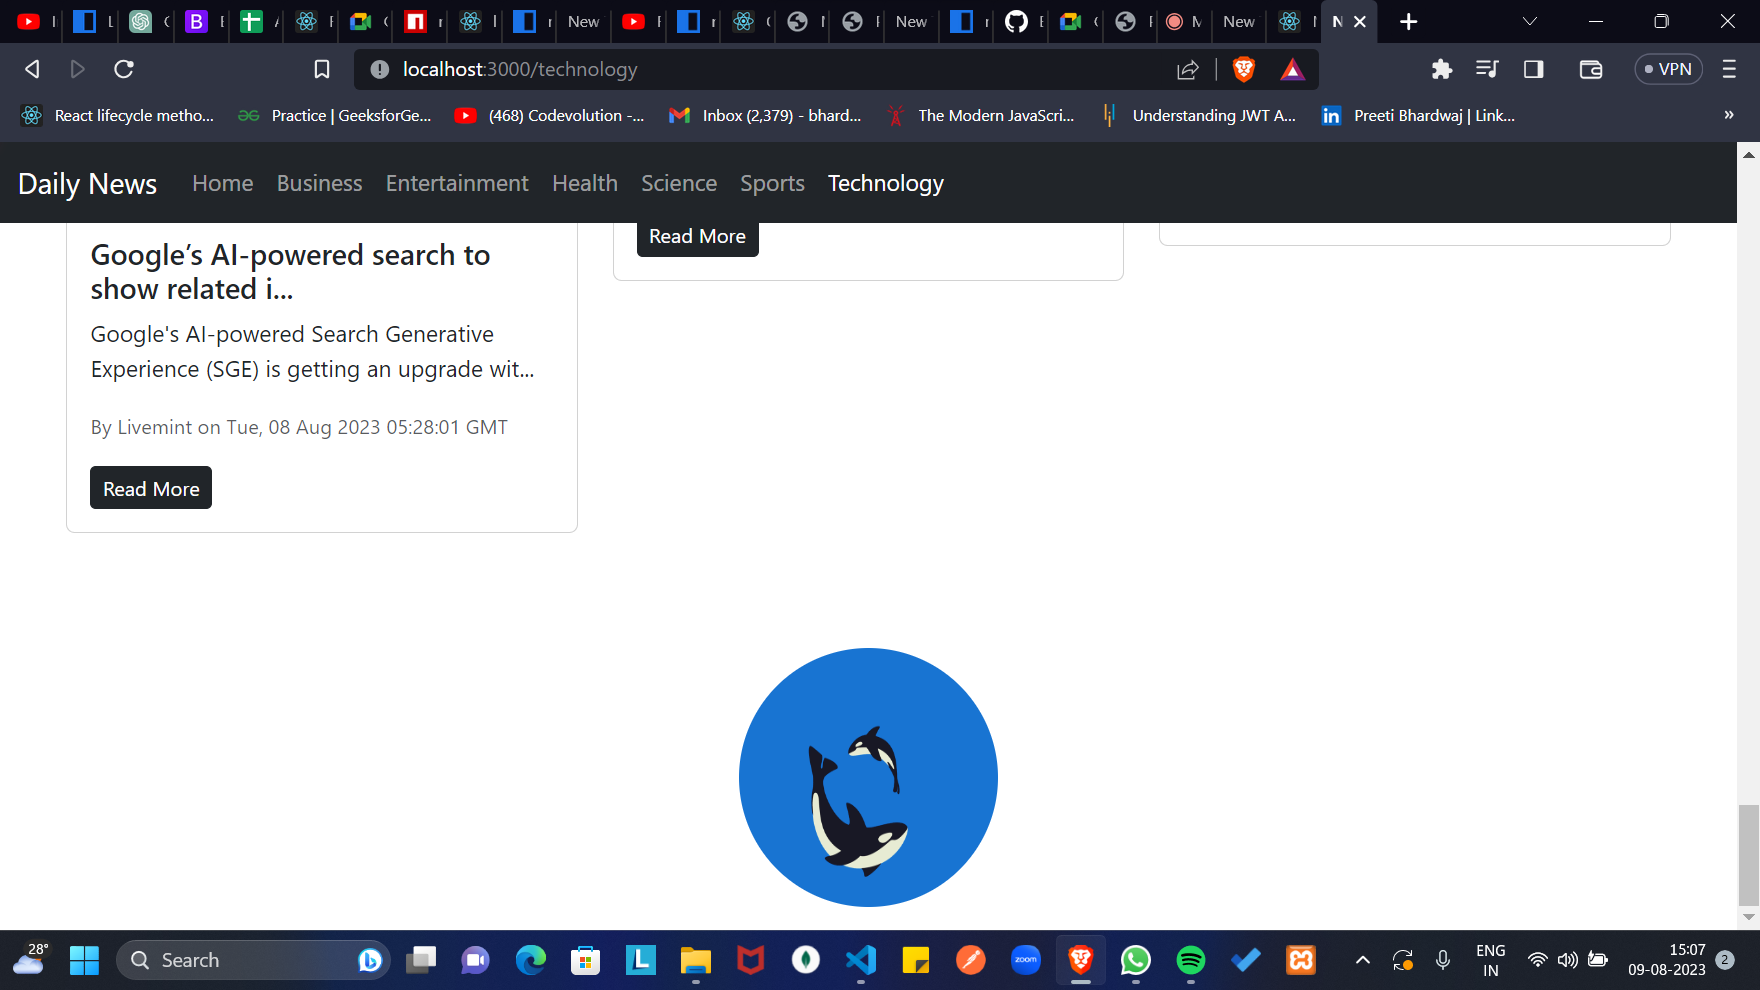 New
New
New
localhost:3000/technology
VPN
React lifecycle metho...
Practice | GeeksforGe...
(468) Codevolution -...
Inbox (2,379) - bhard...
The Modern JavaScri...
Understanding JWT A...
Preeti Bhardwaj | Link...
»
Daily News
Home
Business
Entertainment
Health
Science
Sports
Technology
Read More
Google’s AI-powered search to
show related i...
Google's AI-powered Search Generative
Experience (SGE) is getting an upgrade wit...
By Livemint on Tue, 08 Aug 2023 05:28:01 GMT
Read More
28°
Search
zoom
ENG
IN
15:07
09-08-2023
2